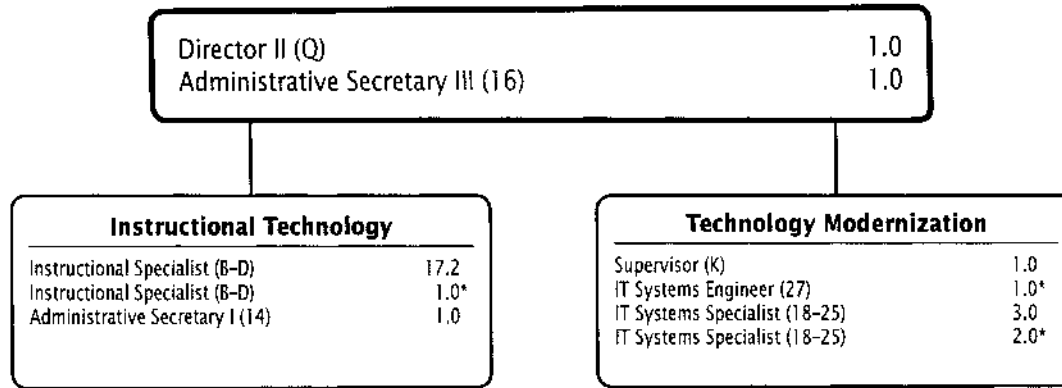 Director II (Q) 1.0
Administrative Secretary III (16) 1.0
Instructional Technology
Instructional Specialist (B–D) 17.2
Instructional Specialist (B–D) 1.0*
Administrative Secretary I (14) 1.0
Technology Modernization
Supervisor (K) 1.0
IT Systems Engineer (27) 1.0*
IT Systems Specialist (18–25) 3.0
IT Systems Specialist (18–25) 2.0*